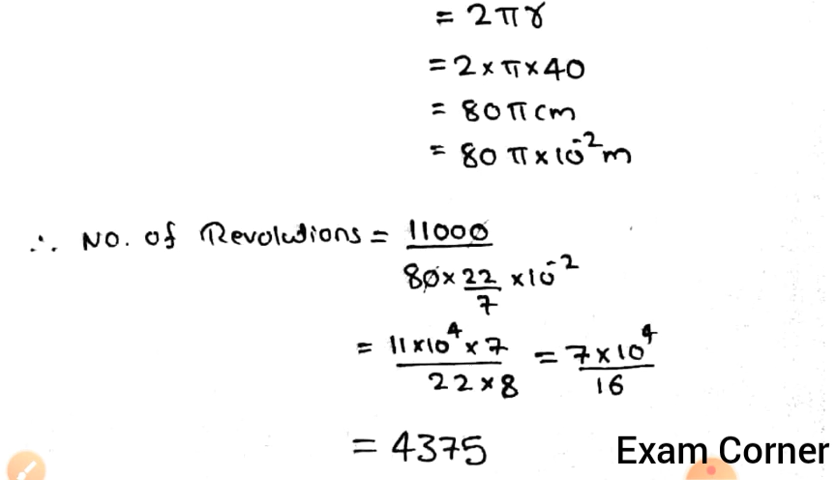 = 2πr
= 2×π×40
= 80π cm
= 80 π×10⁻² m
∴ No. of Revolutions = 11000 / 80×22/7×10⁻²
= 11×10⁴×7 / 22×8 = 7×10⁴ / 16
= 4375
Exam Corner